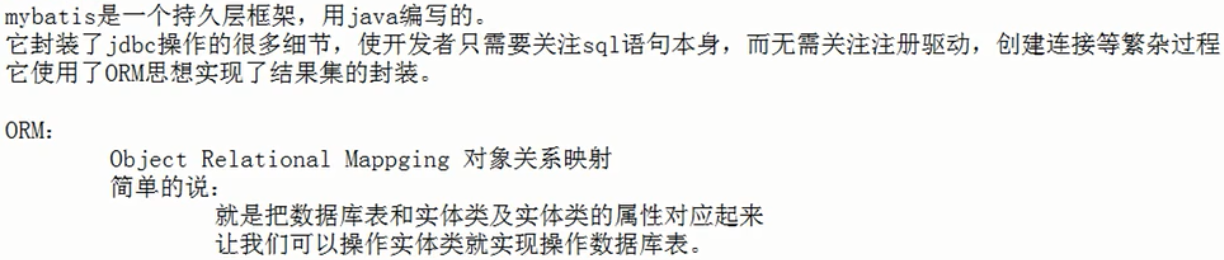 mybatis是一个持久层框架，用java编写的。
它封装了jdbc操作的很多细节，使开发者只需要关注sql语句本身，而无需关注注册驱动，创建连接等繁杂过程
它使用了ORM思想实现了结果集的封装。
ORM：
Object Relational Mappging 对象关系映射
简单的说：
就是把数据库表和实体类及实体类的属性对应起来
让我们可以操作实体类就实现操作数据库表。